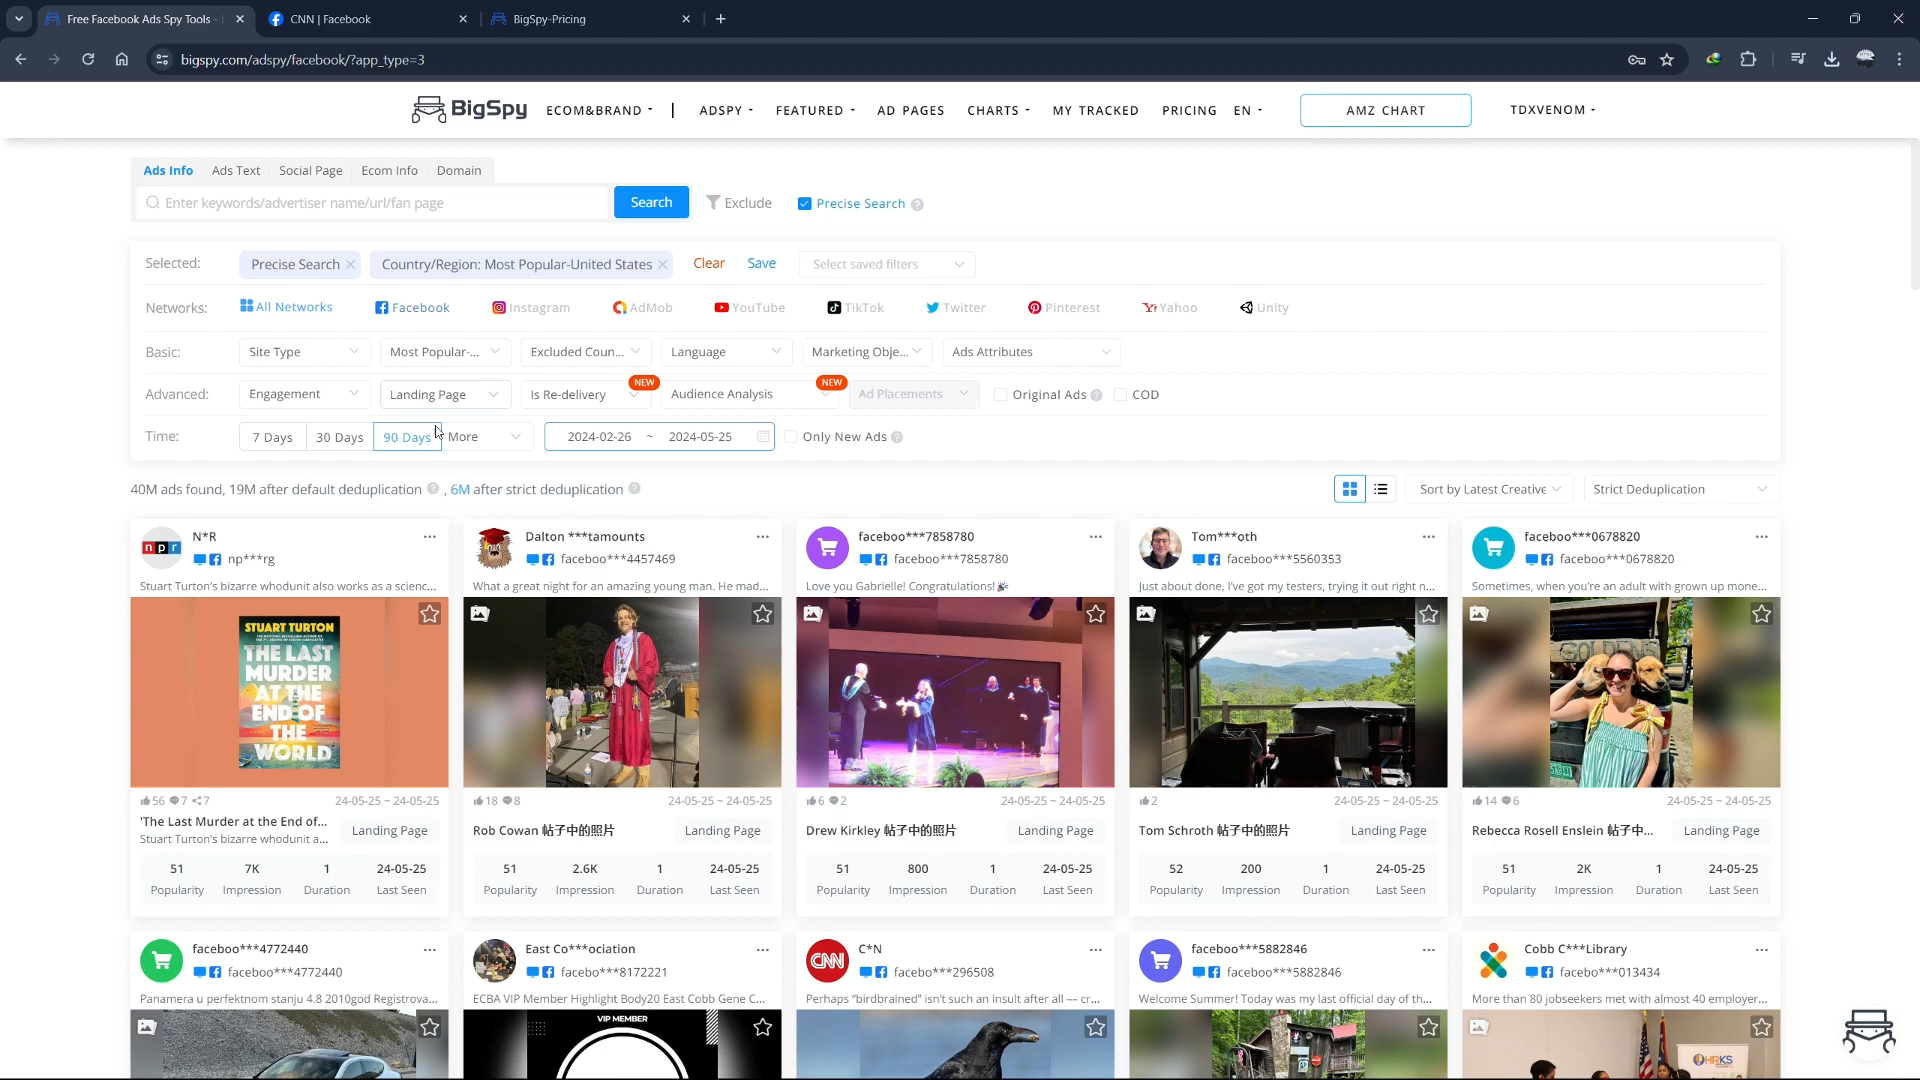 Free Facebook Ads Spy Tools -
CNN | Facebook
BigSpy-Pricing
bigspy.com/adspy/facebook/?app_type=3
BigSpy
ECOM&BRAND
|
ADSPY
FEATURED
AD PAGES
CHARTS
MY TRACKED
PRICING
EN
AMZ CHART
TDXVENOM
Ads Info
Ads Text
Social Page
Ecom Info
Domain
Enter keywords/advertiser name/url/fan page
Search
Exclude
Precise Search
Selected:
Precise Search
Country/Region: Most Popular-United States
Clear
Save
Select saved filters
Networks:
All Networks
Facebook
Instagram
AdMob
YouTube
TikTok
Twitter
Pinterest
Yahoo
Unity
Basic:
Site Type
Most Popular-...
Excluded Coun...
Language
Marketing Obje...
Ads Attributes
Advanced:
Engagement
Landing Page
Is Re-delivery
NEW
Audience Analysis
NEW
Ad Placements
Original Ads
COD
Time:
7 Days
30 Days
90 Days
More
2024-02-26 ~ 2024-05-25
Only New Ads
40M ads found, 19M after default deduplication , 6M after strict deduplication
Sort by Latest Creative
Strict Deduplication
N*R
np***rg
Stuart Turton's bizarre whodunit also works as a scienc...
STUART TURTON
THE LAST
MURDER
AT THE
END OF
THE
WORLD
56 7 7
24-05-25 ~ 24-05-25
'The Last Murder at the End of...
Stuart Turton's bizarre whodunit a...
Landing Page
51 7K 1 24-05-25
Popularity Impression Duration Last Seen
Dalton ***tamounts
faceboo***4457469
What a great night for an amazing young man. He mad...
18 8
24-05-25 ~ 24-05-25
Rob Cowan 帖子中的照片
Landing Page
51 2.6K 1 24-05-25
Popularity Impression Duration Last Seen
faceboo***7858780
faceboo***7858780
Love you Gabrielle! Congratulations! 🎉
6 2
24-05-25 ~ 24-05-25
Drew Kirkley 帖子中的照片
Landing Page
51 800 1 24-05-25
Popularity Impression Duration Last Seen
Tom***oth
faceboo***5560353
Just about done, I've got my testers, trying it out right n...
2
24-05-25 ~ 24-05-25
Tom Schroth 帖子中的照片
Landing Page
52 200 1 24-05-25
Popularity Impression Duration Last Seen
faceboo***0678820
faceboo***0678820
Sometimes, when you're an adult with grown up mone...
14 6
24-05-25 ~ 24-05-25
Rebecca Rosell Enslein 帖子中...
Landing Page
51 2K 1 24-05-25
Popularity Impression Duration Last Seen
faceboo***4772440
faceboo***4772440
Panamera u perfektnom stanju 4.8 2010god Registrova...
East Co***ociation
facebo***8172221
ECBA VIP Member Highlight Body20 East Cobb Gene C...
VIP MEMBER
C*N
CNN
facebo***296508
Perhaps "birdbrained" isn't such an insult after all –– cr...
faceboo***5882846
faceboo***5882846
Welcome Summer! Today was my last official day of th...
Cobb C***Library
facebo***013434
More than 80 jobseekers met with almost 40 employer...